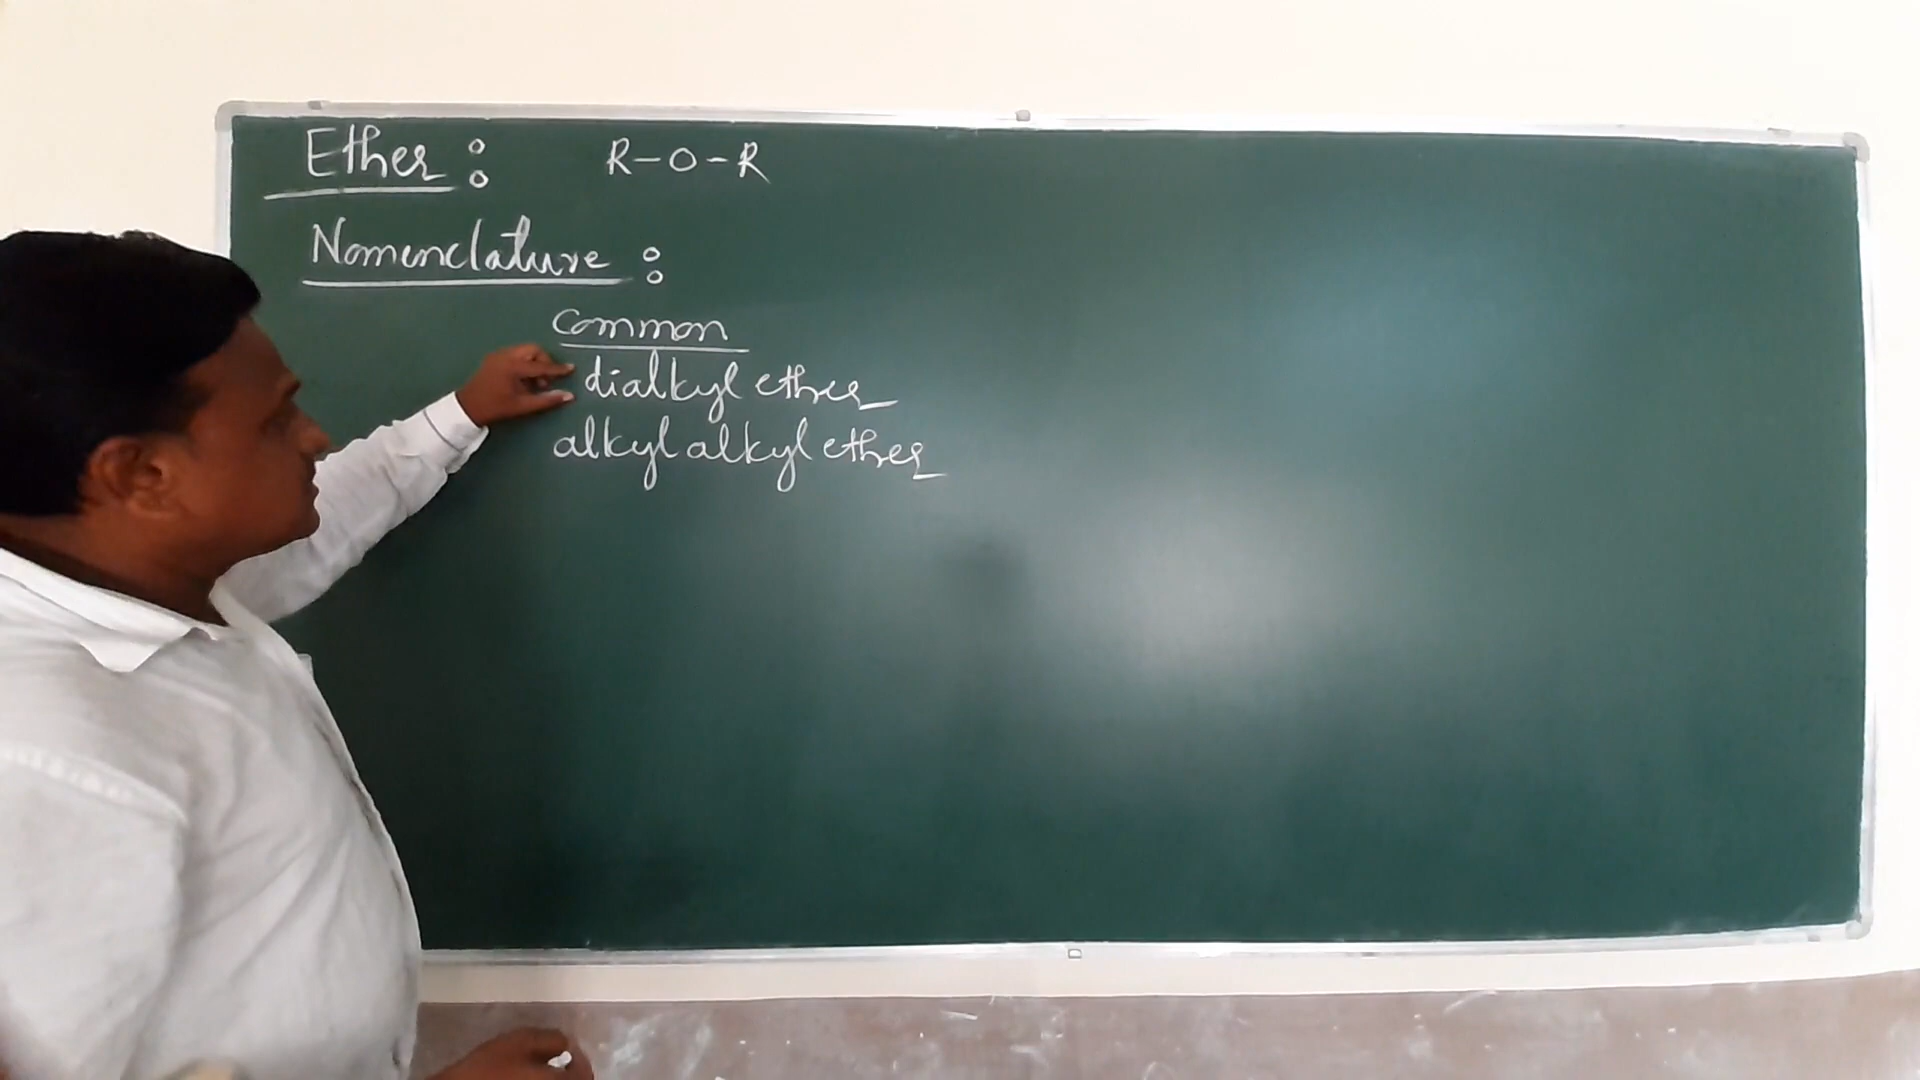 Ether : R-O-R
Nomenclature :
Common
dialkyl ether
alkyl alkyl ether